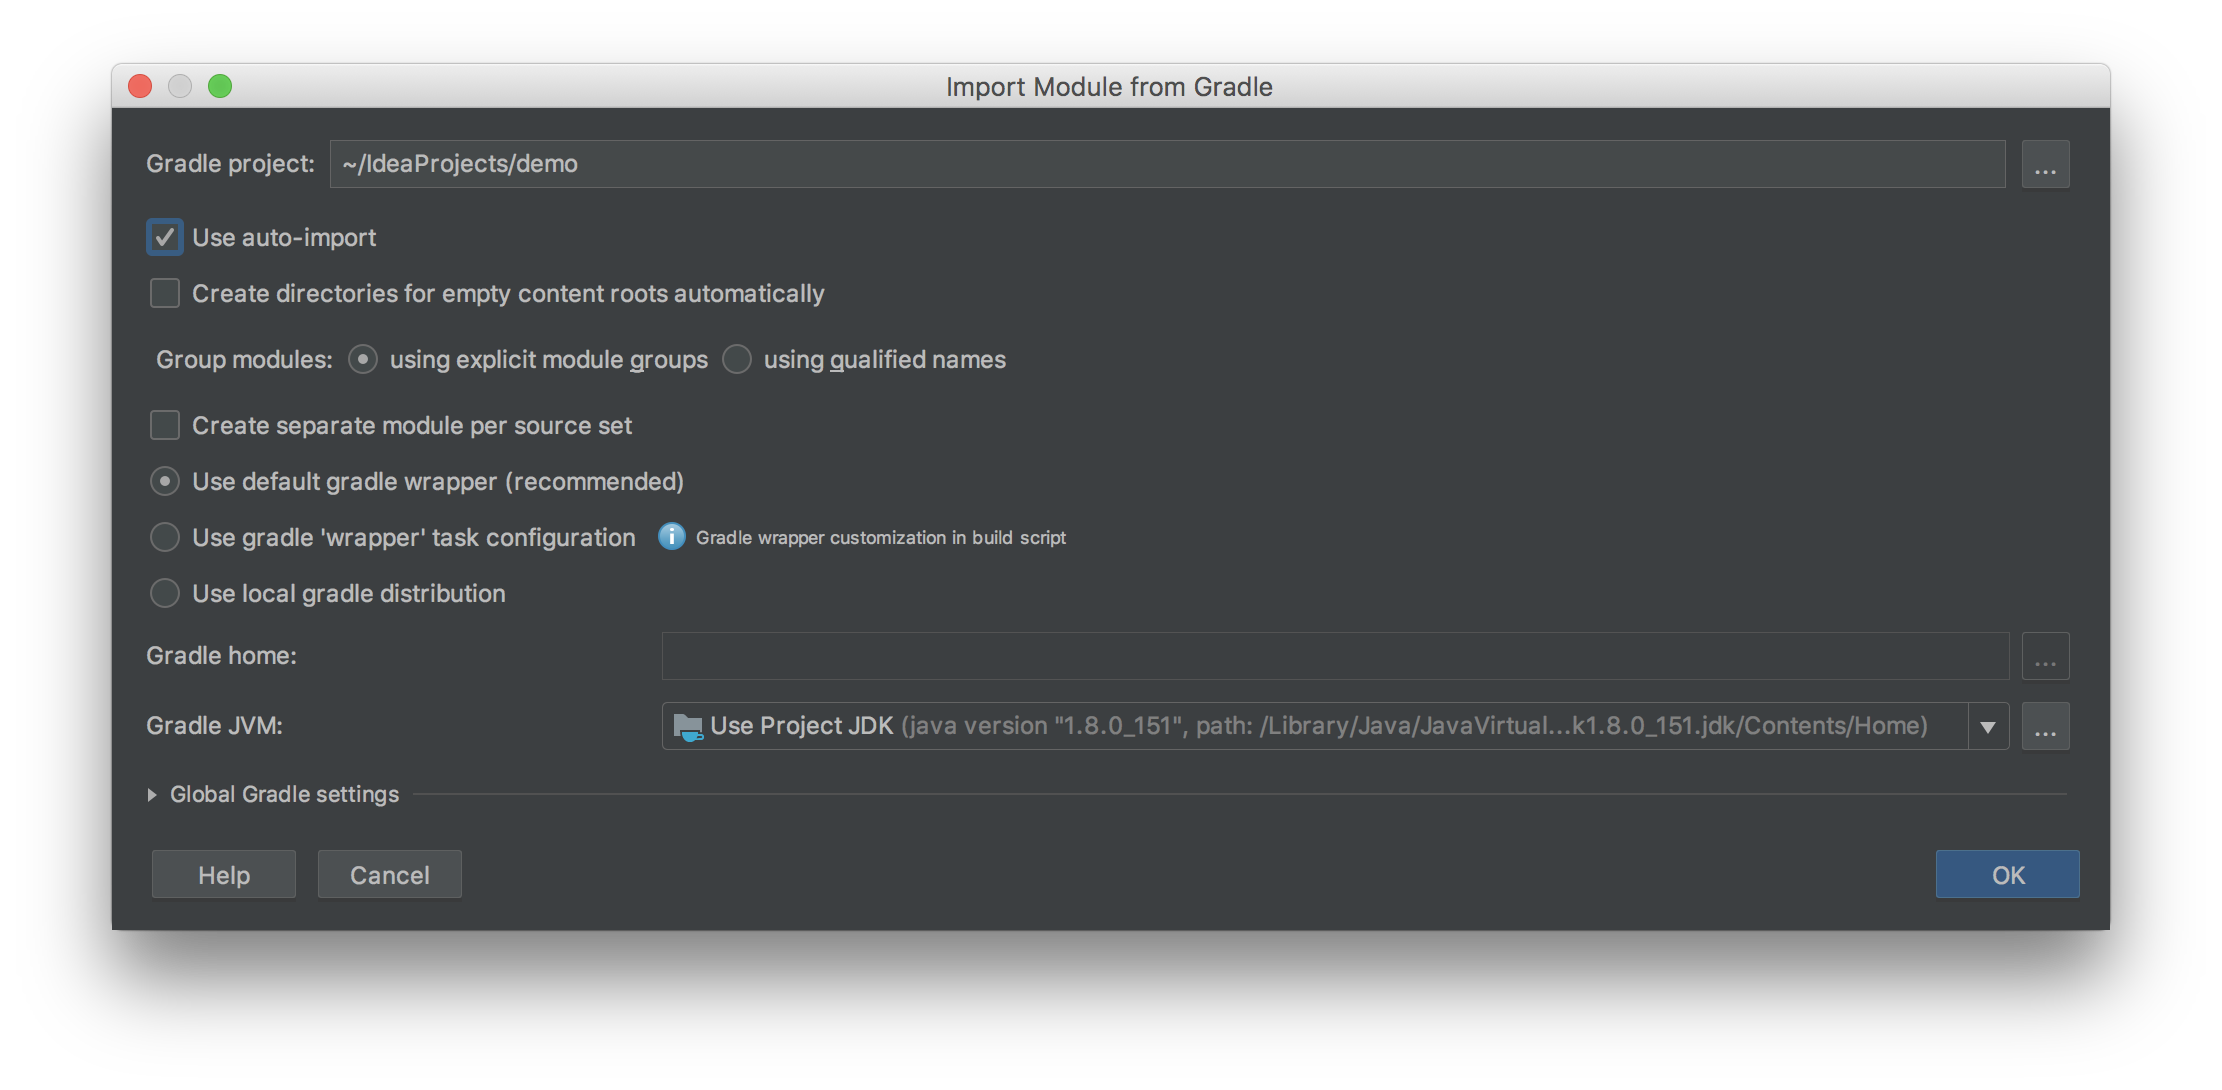 Import Module from Gradle
Gradle project: ~/IdeaProjects/demo ...
Use auto-import
Create directories for empty content roots automatically
Group modules: using explicit module groups using qualified names
Create separate module per source set
Use default gradle wrapper (recommended)
Use gradle 'wrapper' task configuration Gradle wrapper customization in build script
Use local gradle distribution
Gradle home: ...
Gradle JVM: Use Project JDK (java version "1.8.0_151", path: /Library/Java/JavaVirtual...k1.8.0_151.jdk/Contents/Home) ...
Global Gradle settings
Help Cancel OK